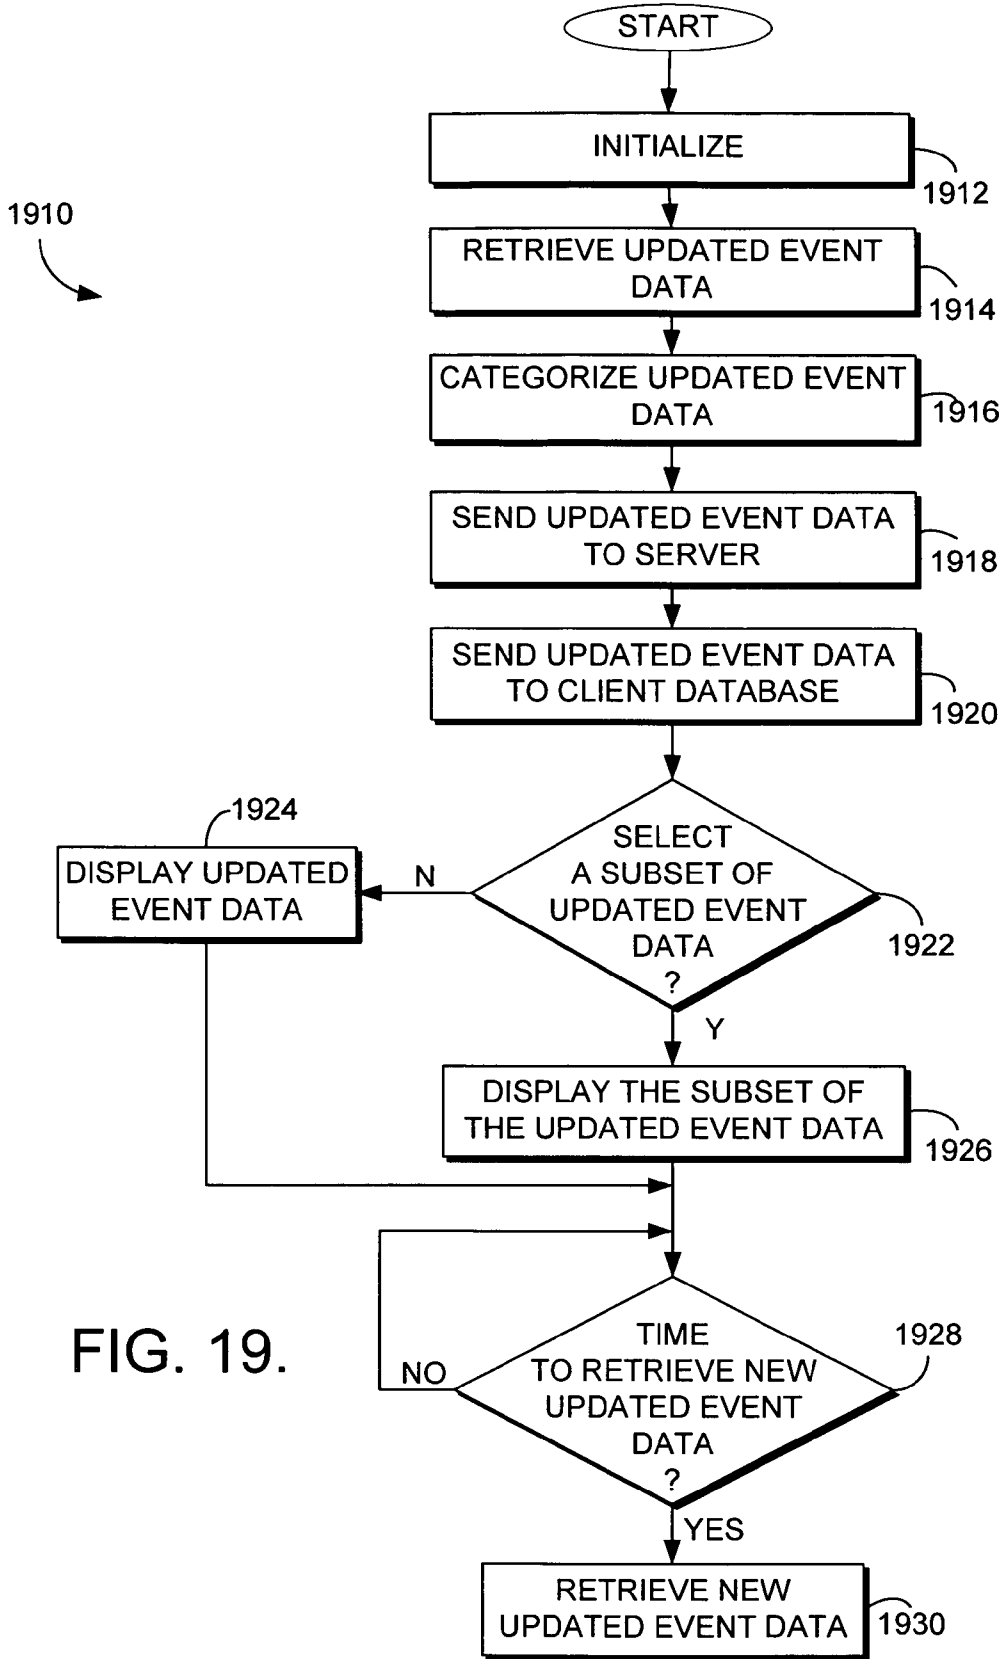 START
INITIALIZE
1912
1910
RETRIEVE UPDATED EVENT
DATA
1914
CATEGORIZE UPDATED EVENT
DATA
1916
SEND UPDATED EVENT DATA
TO SERVER
1918
SEND UPDATED EVENT DATA
TO CLIENT DATABASE
1920
SELECT
A SUBSET OF
UPDATED EVENT
DATA
?
1922
N
1924
DISPLAY UPDATED
EVENT DATA
Y
DISPLAY THE SUBSET OF
THE UPDATED EVENT DATA
1926
TIME
TO RETRIEVE NEW
UPDATED EVENT
DATA
?
1928
NO
FIG. 19.
YES
RETRIEVE NEW
UPDATED EVENT DATA
1930